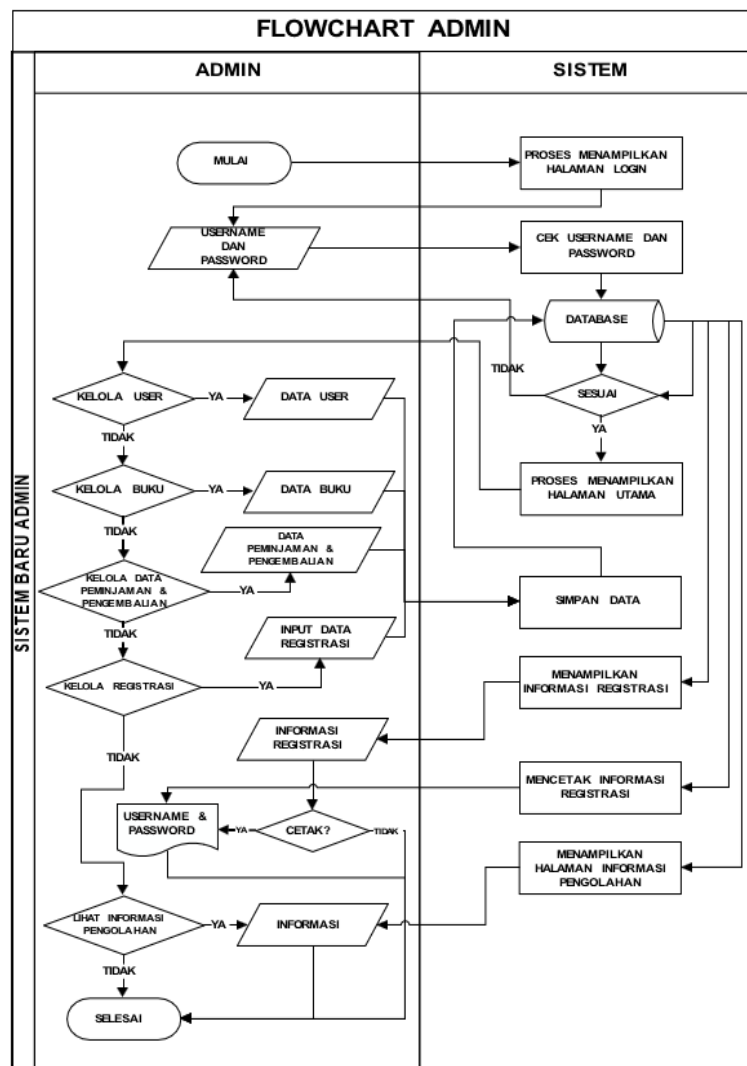 FLOWCHART ADMIN
ADMIN
SISTEM
SISTEM BARU ADMIN
MULAI
PROSES MENAMPILKAN
HALAMAN LOGIN
USERNAME
DAN
PASSWORD
CEK USERNAME DAN
PASSWORD
DATABASE
TIDAK
SESUAI
YA
PROSES MENAMPILKAN
HALAMAN UTAMA
KELOLA USER
YA
DATA USER
TIDAK
KELOLA BUKU
YA
DATA BUKU
TIDAK
KELOLA DATA
PEMINJAMAN &
PENGEMBALIAN
YA
DATA
PEMINJAMAN &
PENGEMBALIAN
SIMPAN DATA
TIDAK
KELOLA REGISTRASI
YA
INPUT DATA
REGISTRASI
MENAMPILKAN
INFORMASI REGISTRASI
INFORMASI
REGISTRASI
TIDAK
MENCETAK INFORMASI
REGISTRASI
USERNAME &
PASSWORD
YA
CETAK?
TIDAK
MENAMPILKAN
HALAMAN INFORMASI
PENGOLAHAN
LIHAT INFORMASI
PENGOLAHAN
YA
INFORMASI
TIDAK
SELESAI